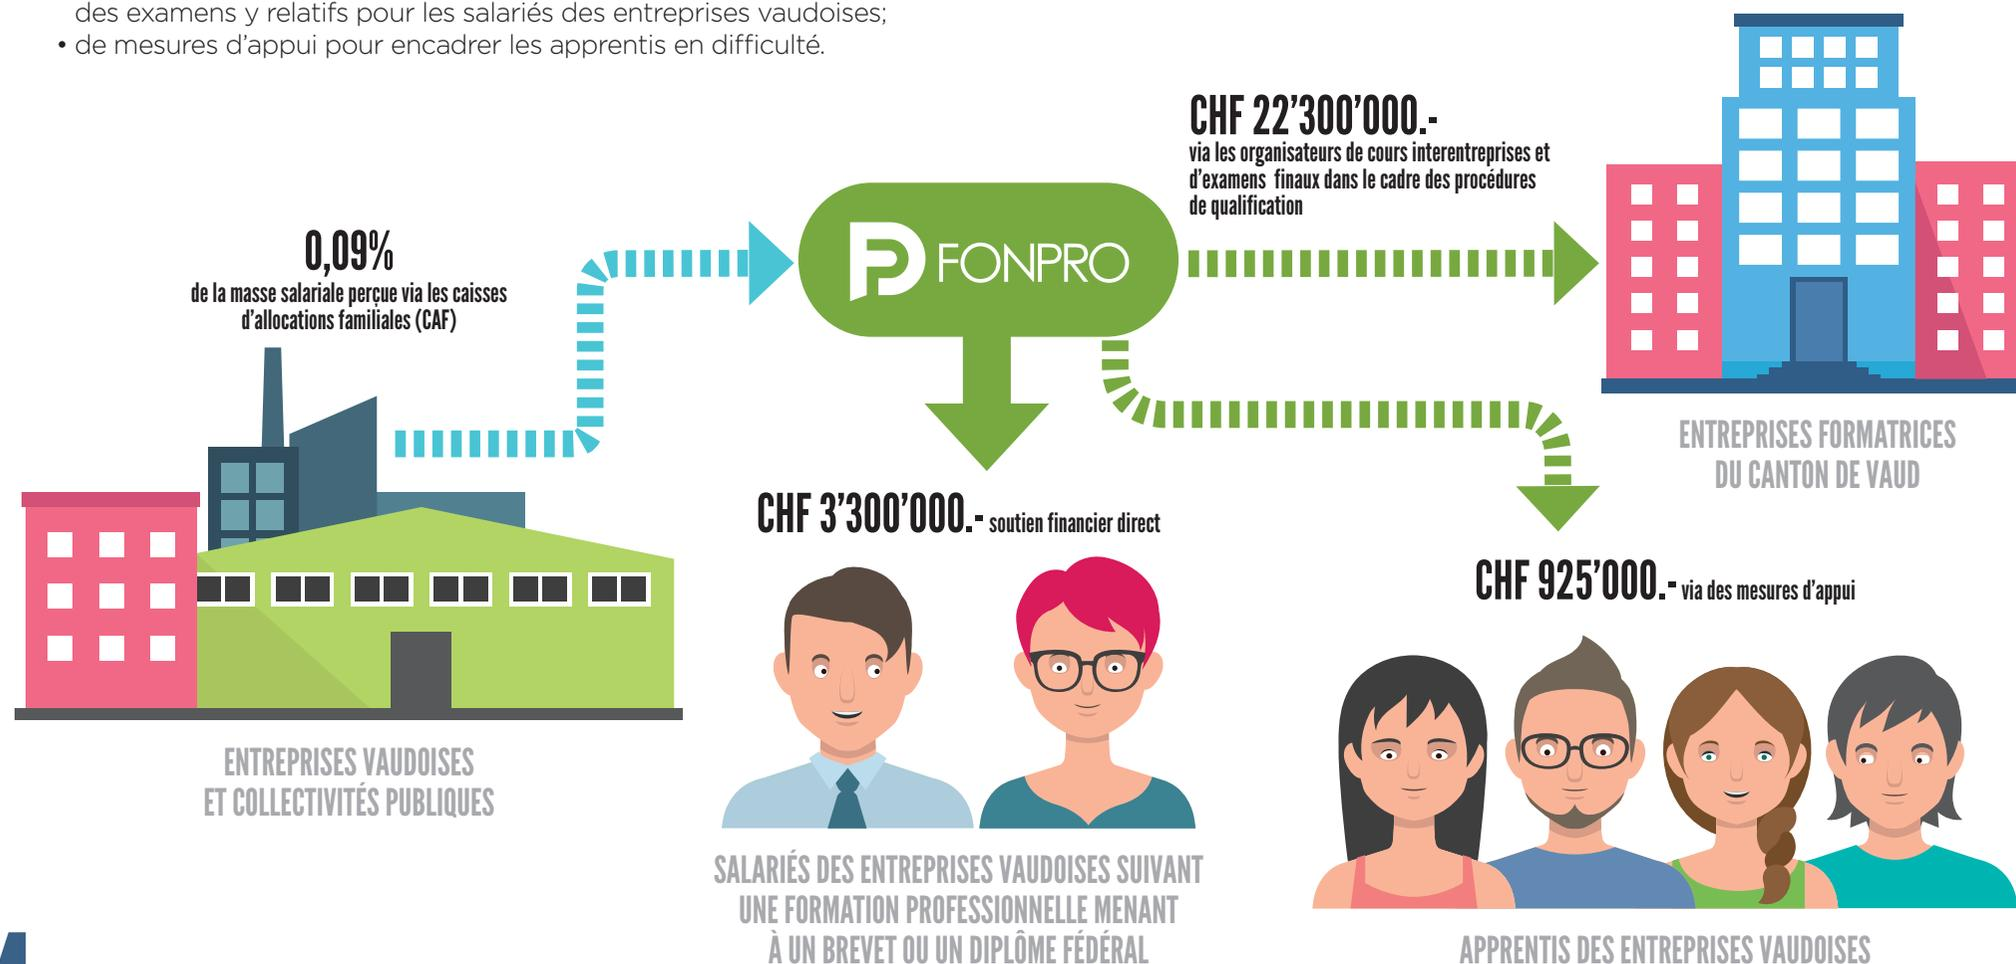 des examens y relatifs pour les salariés des entreprises vaudoises;
• de mesures d’appui pour encadrer les apprentis en difficulté.
CHF 22’300’000.-
via les organisateurs de cours interentreprises et
d’examens finaux dans le cadre des procédures
de qualification
0,09%
de la masse salariale perçue via les caisses
d’allocations familiales (CAF)
FONPRO
ENTREPRISES FORMATRICES
DU CANTON DE VAUD
CHF 3’300’000.- soutien financier direct
CHF 925’000.- via des mesures d’appui
ENTREPRISES VAUDOISES
ET COLLECTIVITÉS PUBLIQUES
SALARIÉS DES ENTREPRISES VAUDOISES SUIVANT
UNE FORMATION PROFESSIONNELLE MENANT
À UN BREVET OU UN DIPLÔME FÉDÉRAL
APPRENTIS DES ENTREPRISES VAUDOISES